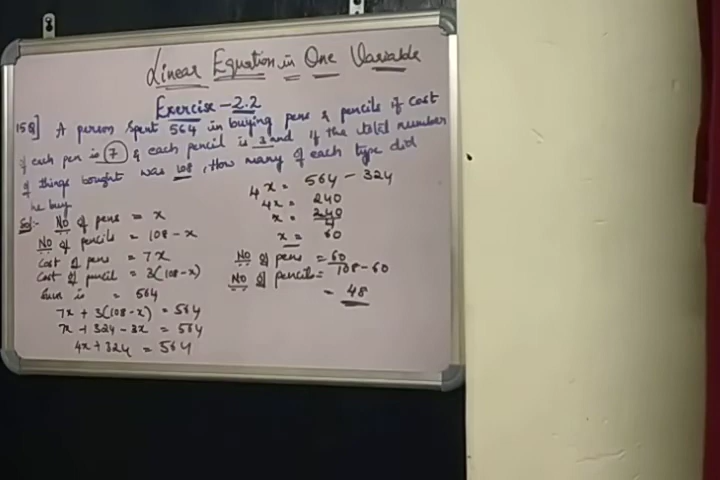 Linear Equation in One Variable
Exercise - 2.2
15Q] A person spent 564 in buying pens & pencils if cost
of each pen is 7 & each pencil is 3 and if the total number
of things bought was 108, How many of each type did
he buy
Sol:- No of pens = x
No of pencils = 108 - x
Cost of pens = 7x
Cost of pencil = 3(108 - x)
Sum is = 564
7x + 3(108 - x) = 564
7x + 324 - 3x = 564
4x + 324 = 564
4x = 564 - 324
4x = 240
x = 240
4
x = 60
No of pens = 60
No of pencils = 108 - 60
= 48